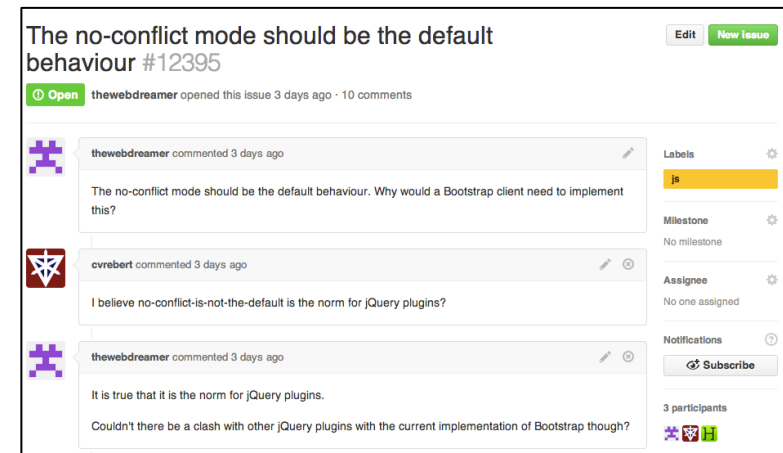 The no-conflict mode should be the default
behaviour #12395
Edit
New issue
Open
thewebdreamer opened this issue 3 days ago · 10 comments
thewebdreamer commented 3 days ago
The no-conflict mode should be the default behaviour. Why would a Bootstrap client need to implement
this?
cvrebert commented 3 days ago
I believe no-conflict-is-not-the-default is the norm for jQuery plugins?
thewebdreamer commented 3 days ago
It is true that it is the norm for jQuery plugins.
Couldn't there be a clash with other jQuery plugins with the current implementation of Bootstrap though?
Labels
js
Milestone
No milestone
Assignee
No one assigned
Notifications
Subscribe
3 participants